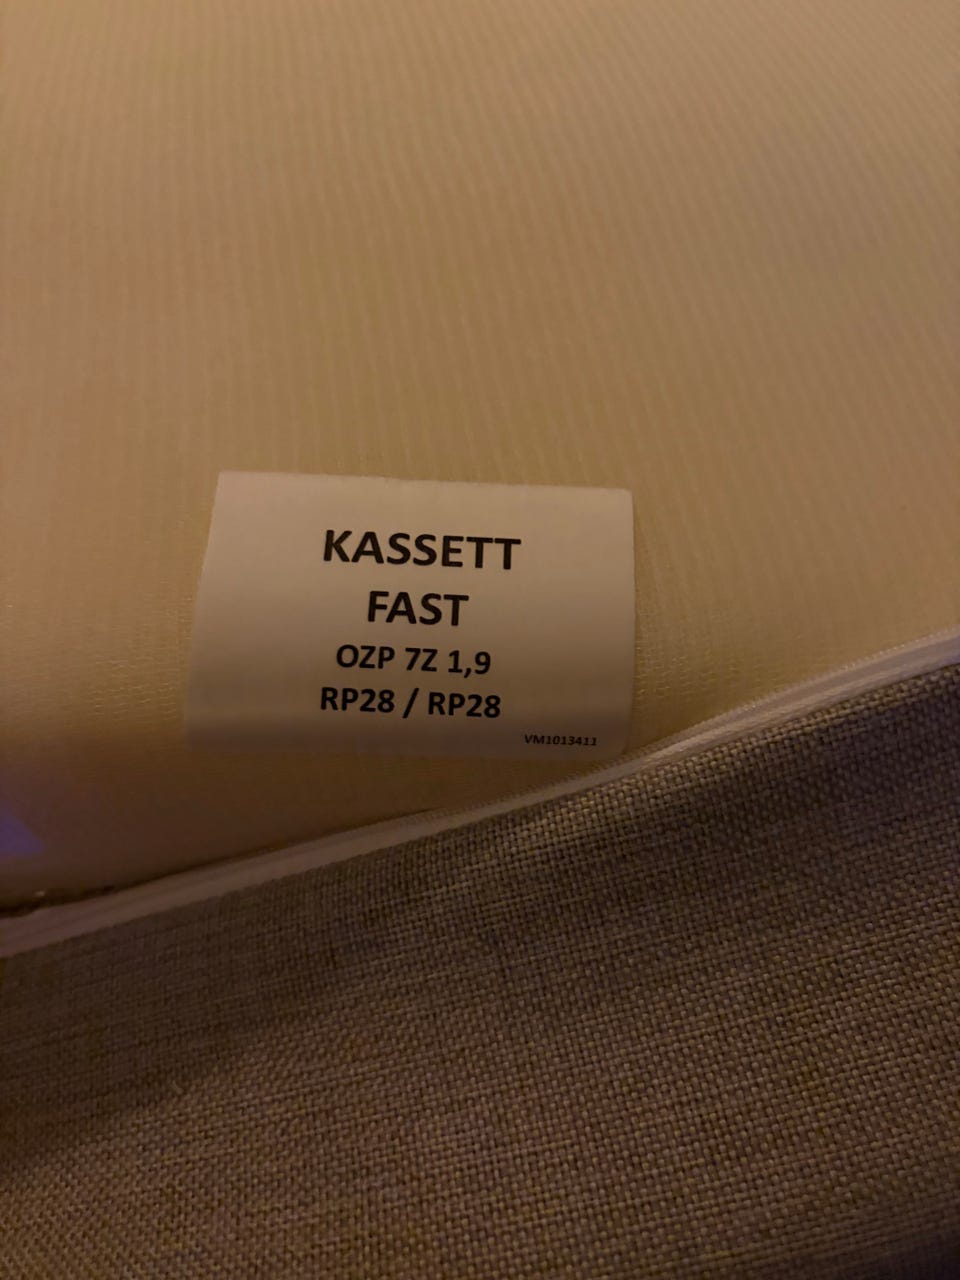 KASSETT
FAST
OZP 7Z 1,9
RP28 / RP28
VM1013411